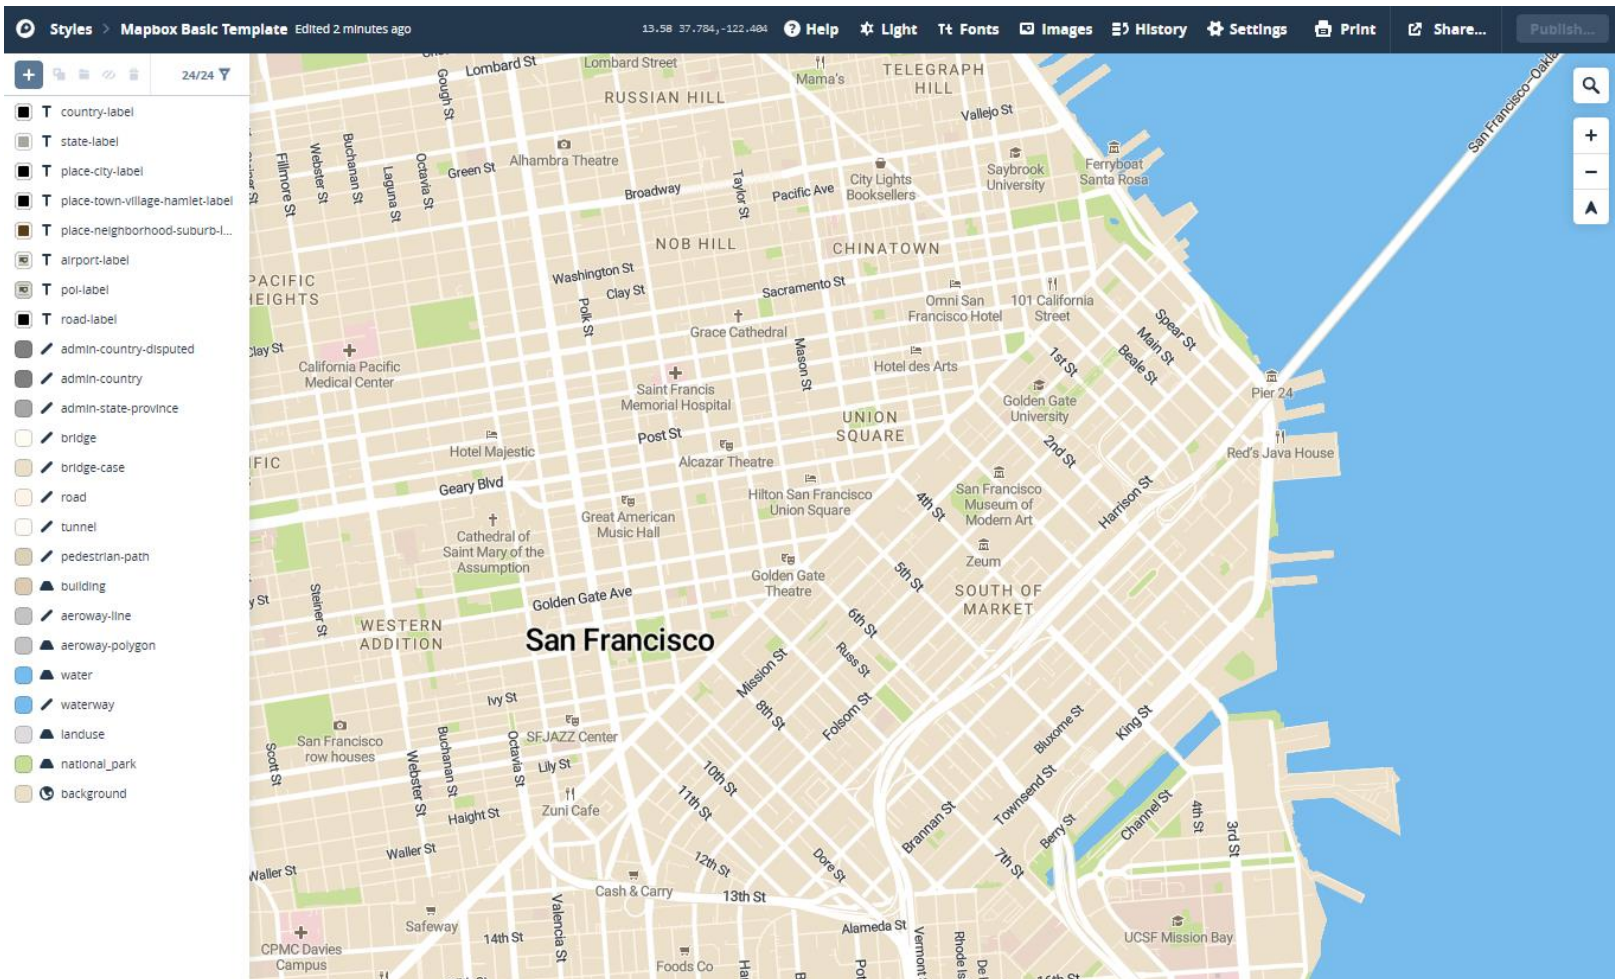 Styles > Mapbox Basic Template Edited 2 minutes ago
13.58 37.784,-122.404
Help
Light
Tt Fonts
Images
History
Settings
Print
Share...
Publish...
24/24
T country-label
T state-label
T place-city-label
T place-town-village-hamlet-label
T place-neighborhood-suburb-l...
T airport-label
T poi-label
T road-label
admin-country-disputed
admin-country
admin-state-province
bridge
bridge-case
road
tunnel
pedestrian-path
building
aeroway-line
aeroway-polygon
water
waterway
landuse
national_park
background
Lombard St
Lombard Street
Gough St
RUSSIAN HILL
Mama's
TELEGRAPH
HILL
Vallejo St
San Francisco-Oakla
Fillmore St
Webster St
Buchanan St
Laguna St
Octavia St
Green St
Alhambra Theatre
Broadway
Taylor St
Pacific Ave
City Lights
Booksellers
Saybrook
University
Ferryboat
Santa Rosa
NOB HILL
CHINATOWN
PACIFIC
HEIGHTS
Washington St
Clay St
Polk St
Sacramento St
Grace Cathedral
Mason St
Omni San
Francisco Hotel
101 California
Street
Spear St
Main St
Beale St
1st St
Clay St
California Pacific
Medical Center
Saint Francis
Memorial Hospital
Hotel des Arts
Golden Gate
University
Pier 24
UNION
SQUARE
Post St
Hotel Majestic
Alcazar Theatre
2nd St
Red's Java House
IFIC
Geary Blvd
Hilton San Francisco
Union Square
4th St
San Francisco
Museum of
Modern Art
Harrison St
Great American
Music Hall
Cathedral of
Saint Mary of the
Assumption
Zeum
Golden Gate
Theatre
5th St
SOUTH OF
MARKET
y St
Steiner St
Golden Gate Ave
WESTERN
ADDITION
San Francisco
6th St
Russ St
Mission St
8th St
Folsom St
Ivy St
Bluxome St
King St
San Francisco
row houses
Scott St
Webster St
Buchanan St
Octavia St
SFJAZZ Center
Lily St
10th St
11th St
Townsend St
Haight St
Zuni Cafe
Brannan St
Berry St
Channel St
4th St
3rd St
Waller St
Waller St
12th St
Dore St
7th St
Cash & Carry
13th St
Valencia St
Safeway
14th St
CPMC Davies
Campus
Foods Co
Alameda St
Vermont
Rhode Is
UCSF Mission Bay